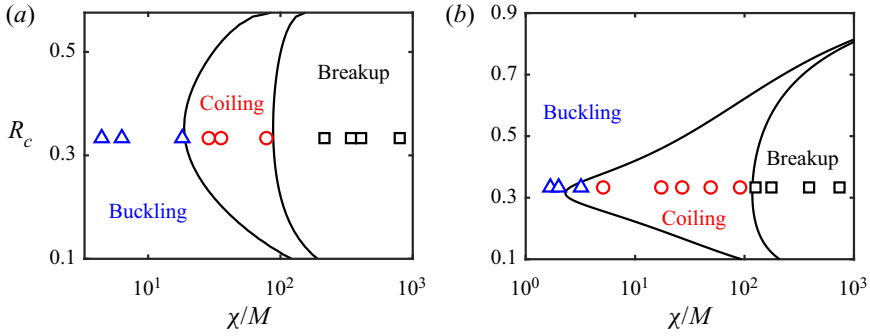 (a)
0.5
0.3
0.1
R_c
Buckling
Coiling
Breakup
10^1
10^2
10^3
χ/M
(b)
0.9
0.7
0.5
0.3
0.1
Buckling
Coiling
Breakup
10^0
10^1
10^2
10^3
χ/M